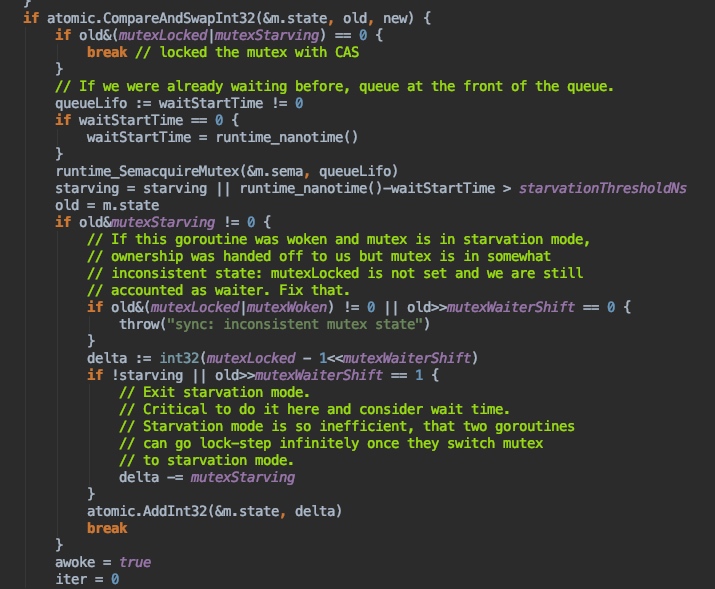 }
if atomic.CompareAndSwapInt32(&m.state, old, new) {
if old&(mutexLocked|mutexStarving) == 0 {
break // locked the mutex with CAS
}
// If we were already waiting before, queue at the front of the queue.
queueLifo := waitStartTime != 0
if waitStartTime == 0 {
waitStartTime = runtime_nanotime()
}
runtime_SemacquireMutex(&m.sema, queueLifo)
starving = starving || runtime_nanotime()-waitStartTime > starvationThresholdNs
old = m.state
if old&mutexStarving != 0 {
// If this goroutine was woken and mutex is in starvation mode,
// ownership was handed off to us but mutex is in somewhat
// inconsistent state: mutexLocked is not set and we are still
// accounted as waiter. Fix that.
if old&(mutexLocked|mutexWoken) != 0 || old>>mutexWaiterShift == 0 {
throw("sync: inconsistent mutex state")
}
delta := int32(mutexLocked - 1<<mutexWaiterShift)
if !starving || old>>mutexWaiterShift == 1 {
// Exit starvation mode.
// Critical to do it here and consider wait time.
// Starvation mode is so inefficient, that two goroutines
// can go lock-step infinitely once they switch mutex
// to starvation mode.
delta -= mutexStarving
}
atomic.AddInt32(&m.state, delta)
break
}
awoke = true
iter = 0